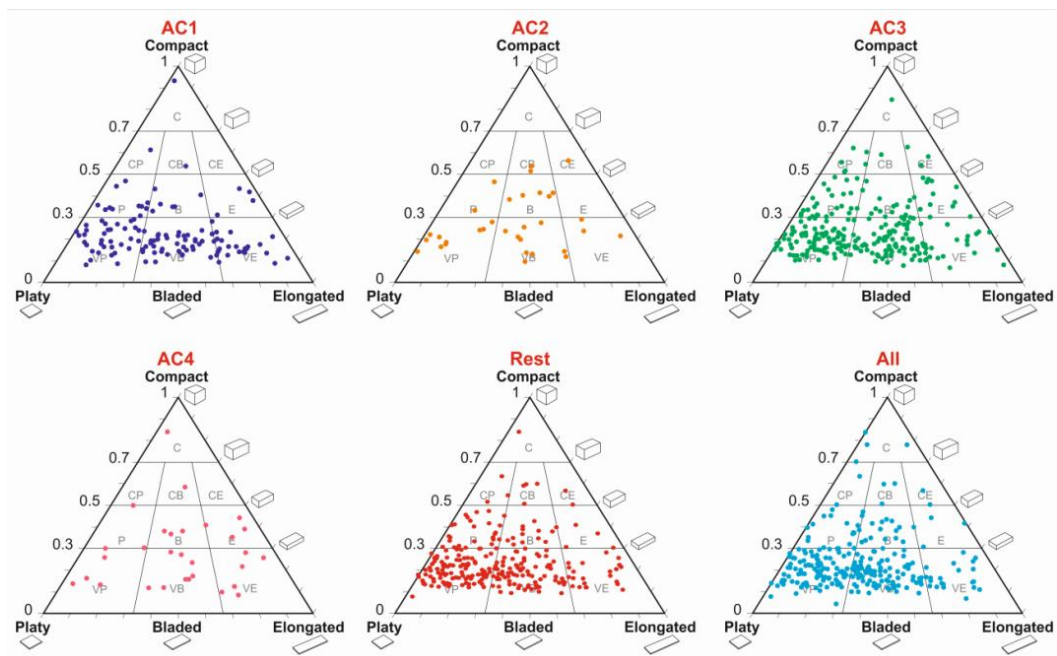 AC1
Compact
1
C
0.7
CP CB CE
0.5
P B E
0.3
VP VB VE
0
Platy Bladed Elongated
AC2
Compact
1
C
0.7
CP CB CE
0.5
P B E
0.3
VP VB VE
0
Platy Bladed Elongated
AC3
Compact
1
C
0.7
CP CB CE
0.5
P B E
0.3
VP VB VE
0
Platy Bladed Elongated
AC4
Compact
1
C
0.7
CP CB CE
0.5
P B E
0.3
VP VB VE
0
Platy Bladed Elongated
Rest
Compact
1
C
0.7
CP CB CE
0.5
P B E
0.3
VP VB VE
0
Platy Bladed Elongated
All
Compact
1
C
0.7
CP CB CE
0.5
P B E
0.3
VP VB VE
0
Platy Bladed Elongated